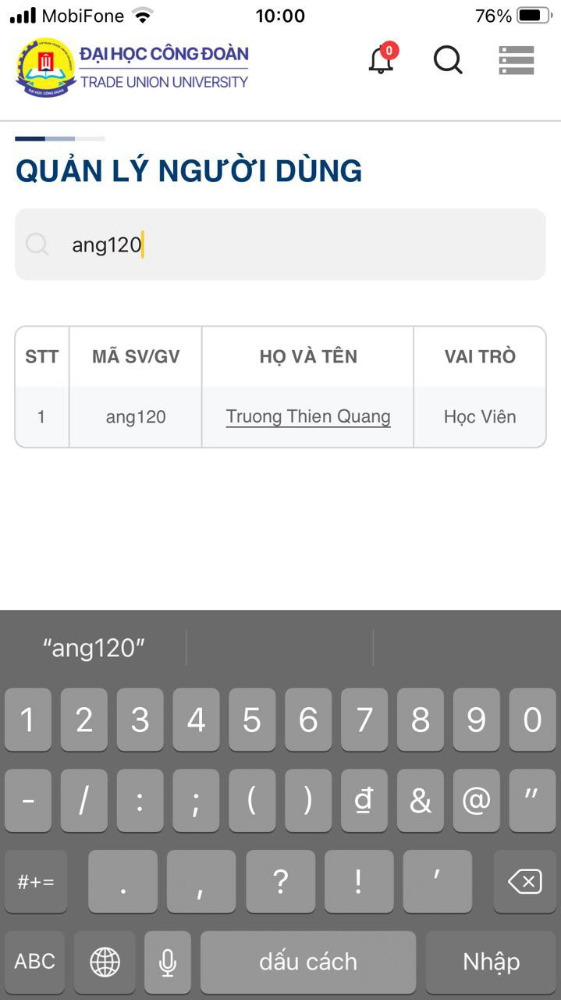 MobiFone 10:00 76%
ĐẠI HỌC CÔNG ĐOÀN
TRADE UNION UNIVERSITY
0
QUẢN LÝ NGƯỜI DÙNG
ang120
STT MÃ SV/GV HỌ VÀ TÊN VAI TRÒ
1 ang120 Truong Thien Quang Học Viên
“ang120”
1 2 3 4 5 6 7 8 9 0
- / : ; ( ) ₫ & @ "
#+= . , ? ! ’
ABC dấu cách Nhập